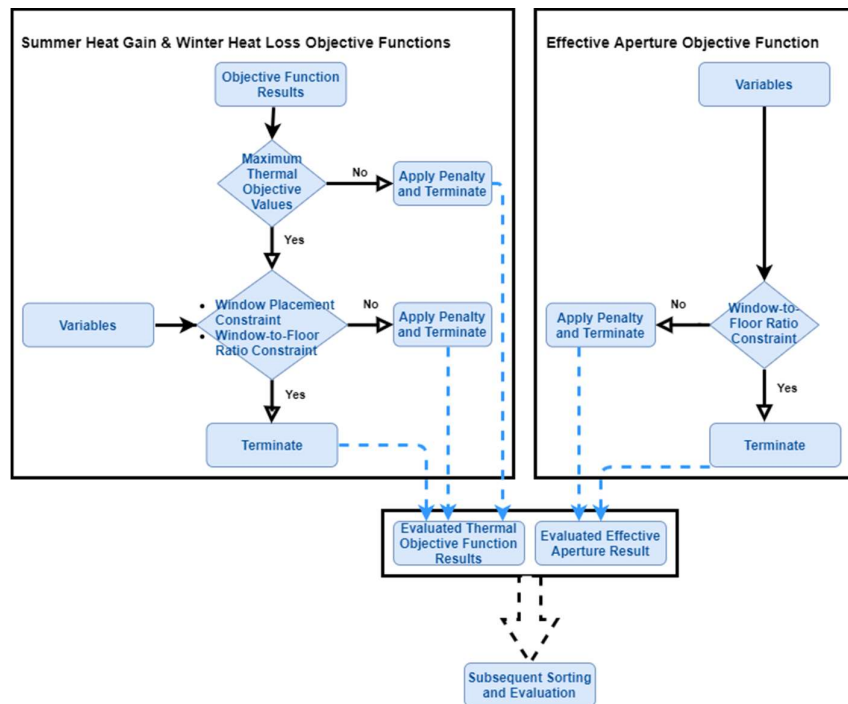 Summer Heat Gain & Winter Heat Loss Objective Functions
Objective Function
Results
Maximum
Thermal
Objective
Values
No
Apply Penalty
and Terminate
Yes
Variables
• Window Placement
Constraint
• Window-to-Floor
Ratio Constraint
No
Apply Penalty
and Terminate
Yes
Terminate
Effective Aperture Objective Function
Variables
Window-to-
Floor Ratio
Constraint
No
Apply Penalty
and Terminate
Yes
Terminate
Evaluated Thermal
Objective Function
Results
Evaluated Effective
Aperture Result
Subsequent Sorting
and Evaluation